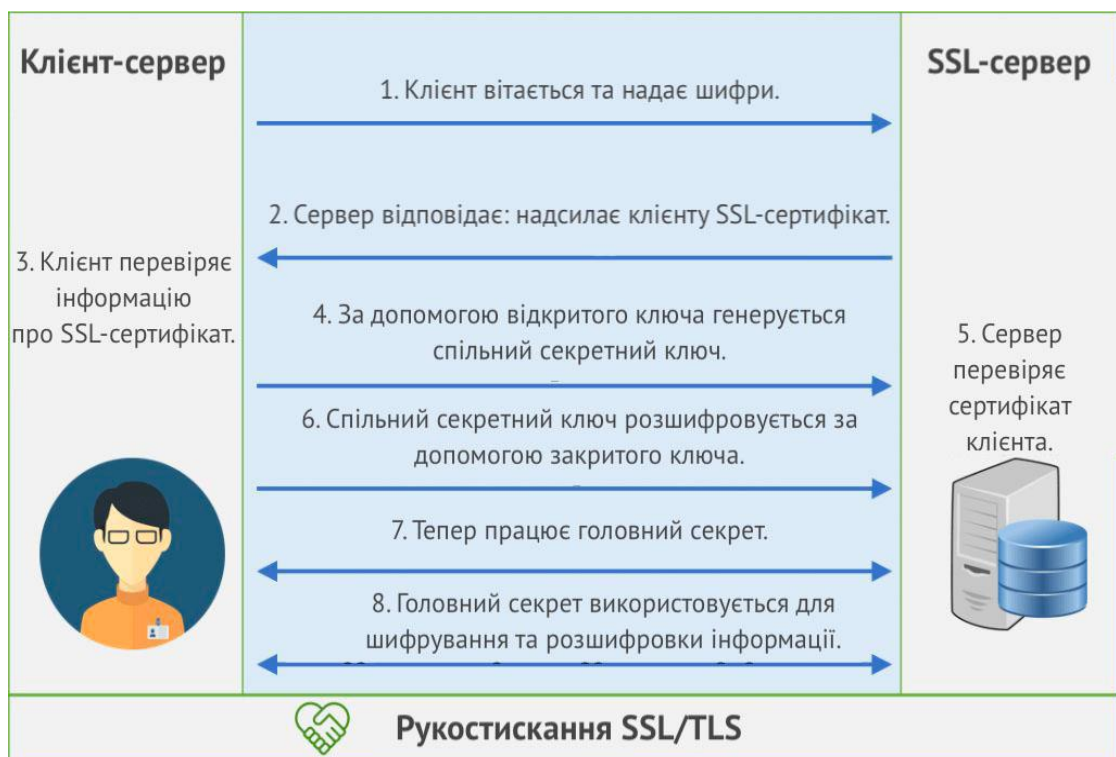 Клієнт-сервер
SSL-сервер
1. Клієнт вітається та надає шифри.
2. Сервер відповідає: надсилає клієнту SSL-сертифікат.
3. Клієнт перевіряє
інформацію
про SSL-сертифікат.
4. За допомогою відкритого ключа генерується
спільний секретний ключ.
5. Сервер
перевіряє
сертифікат
клієнта.
6. Спільний секретний ключ розшифровується за
допомогою закритого ключа.
7. Тепер працює головний секрет.
8. Головний секрет використовується для
шифрування та розшифровки інформації.
Рукостискання SSL/TLS